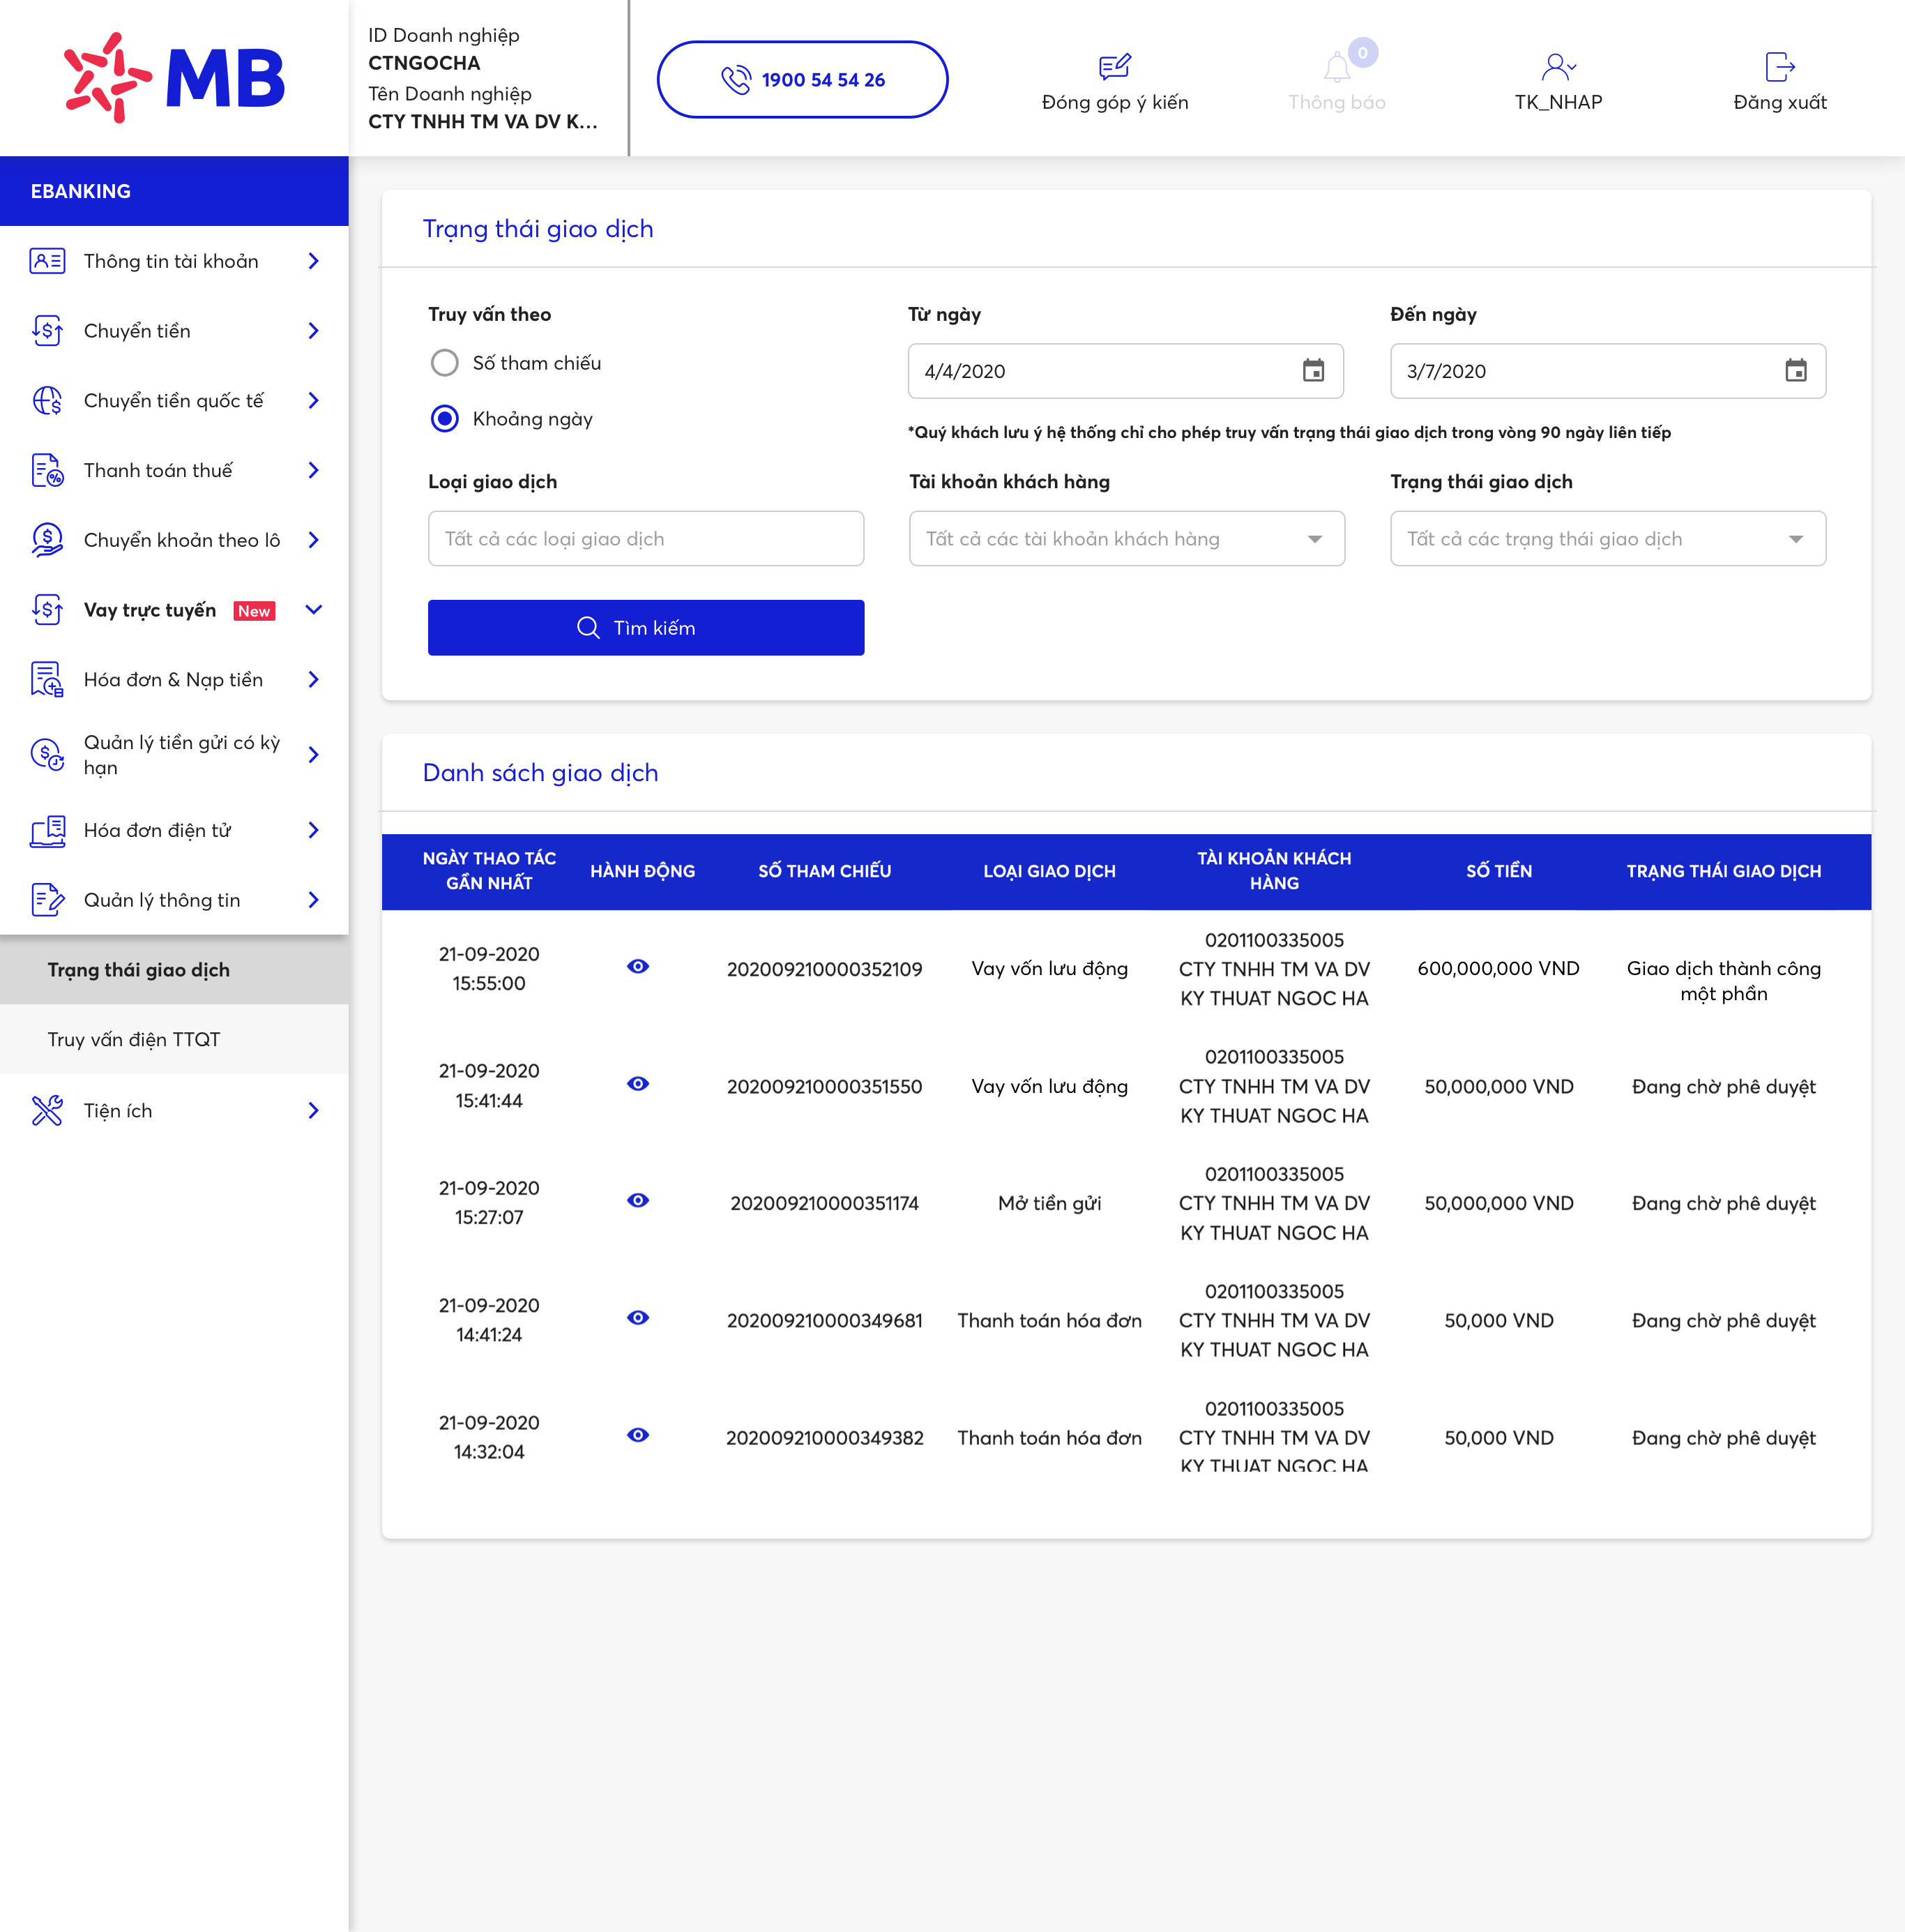 MB
ID Doanh nghiệp
CTNGOCHA
Tên Doanh nghiệp
CTY TNHH TM VA DV K...
1900 54 54 26
Đóng góp ý kiến
0
Thông báo
TK_NHAP
Đăng xuất
EBANKING
Thông tin tài khoản
Chuyển tiền
Chuyển tiền quốc tế
Thanh toán thuế
Chuyển khoản theo lô
Vay trực tuyến New
Hóa đơn & Nạp tiền
Quản lý tiền gửi có kỳ
hạn
Hóa đơn điện tử
Quản lý thông tin
Trạng thái giao dịch
Truy vấn điện TTQT
Tiện ích
Trạng thái giao dịch
Truy vấn theo
Số tham chiếu
Khoảng ngày
Từ ngày
4/4/2020
Đến ngày
3/7/2020
*Quý khách lưu ý hệ thống chỉ cho phép truy vấn trạng thái giao dịch trong vòng 90 ngày liên tiếp
Loại giao dịch
Tất cả các loại giao dịch
Tài khoản khách hàng
Tất cả các tài khoản khách hàng
Trạng thái giao dịch
Tất cả các trạng thái giao dịch
Tìm kiếm
Danh sách giao dịch
NGÀY THAO TÁC
GẦN NHẤT
HÀNH ĐỘNG
SỐ THAM CHIẾU
LOẠI GIAO DỊCH
TÀI KHOẢN KHÁCH
HÀNG
SỐ TIỀN
TRẠNG THÁI GIAO DỊCH
21-09-2020
15:55:00
202009210000352109
Vay vốn lưu động
0201100335005
CTY TNHH TM VA DV
KY THUAT NGOC HA
600,000,000 VND
Giao dịch thành công
một phần
21-09-2020
15:41:44
202009210000351550
Vay vốn lưu động
0201100335005
CTY TNHH TM VA DV
KY THUAT NGOC HA
50,000,000 VND
Đang chờ phê duyệt
21-09-2020
15:27:07
202009210000351174
Mở tiền gửi
0201100335005
CTY TNHH TM VA DV
KY THUAT NGOC HA
50,000,000 VND
Đang chờ phê duyệt
21-09-2020
14:41:24
202009210000349681
Thanh toán hóa đơn
0201100335005
CTY TNHH TM VA DV
KY THUAT NGOC HA
50,000 VND
Đang chờ phê duyệt
21-09-2020
14:32:04
202009210000349382
Thanh toán hóa đơn
0201100335005
CTY TNHH TM VA DV
KY THUAT NGOC HA
50,000 VND
Đang chờ phê duyệt